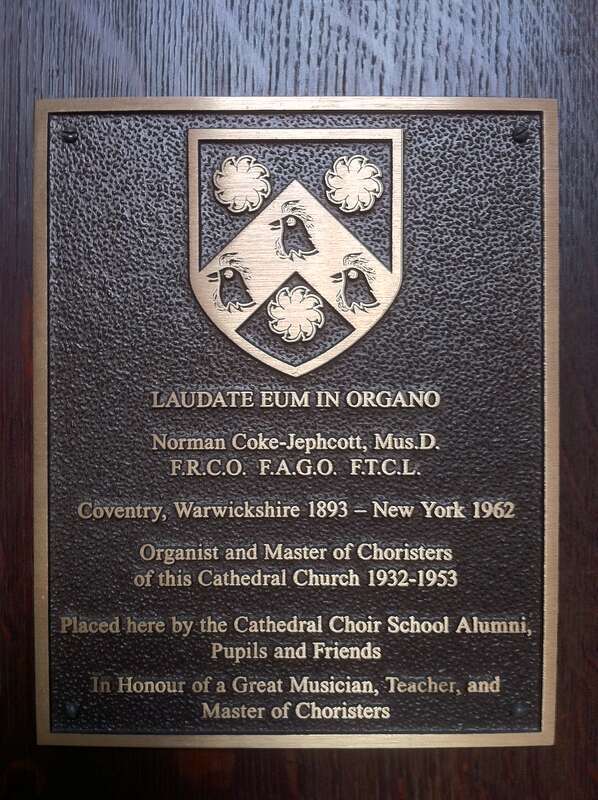 LAUDATE EUM IN ORGANO
Norman Coke-Jephcott, Mus.D.
F.R.C.O. F.A.G.O. F.T.C.L.
Coventry, Warwickshire 1893 – New York 1962
Organist and Master of Choristers
of this Cathedral Church 1932-1953
Placed here by the Cathedral Choir School Alumni,
Pupils and Friends
In Honour of a Great Musician, Teacher, and
Master of Choristers